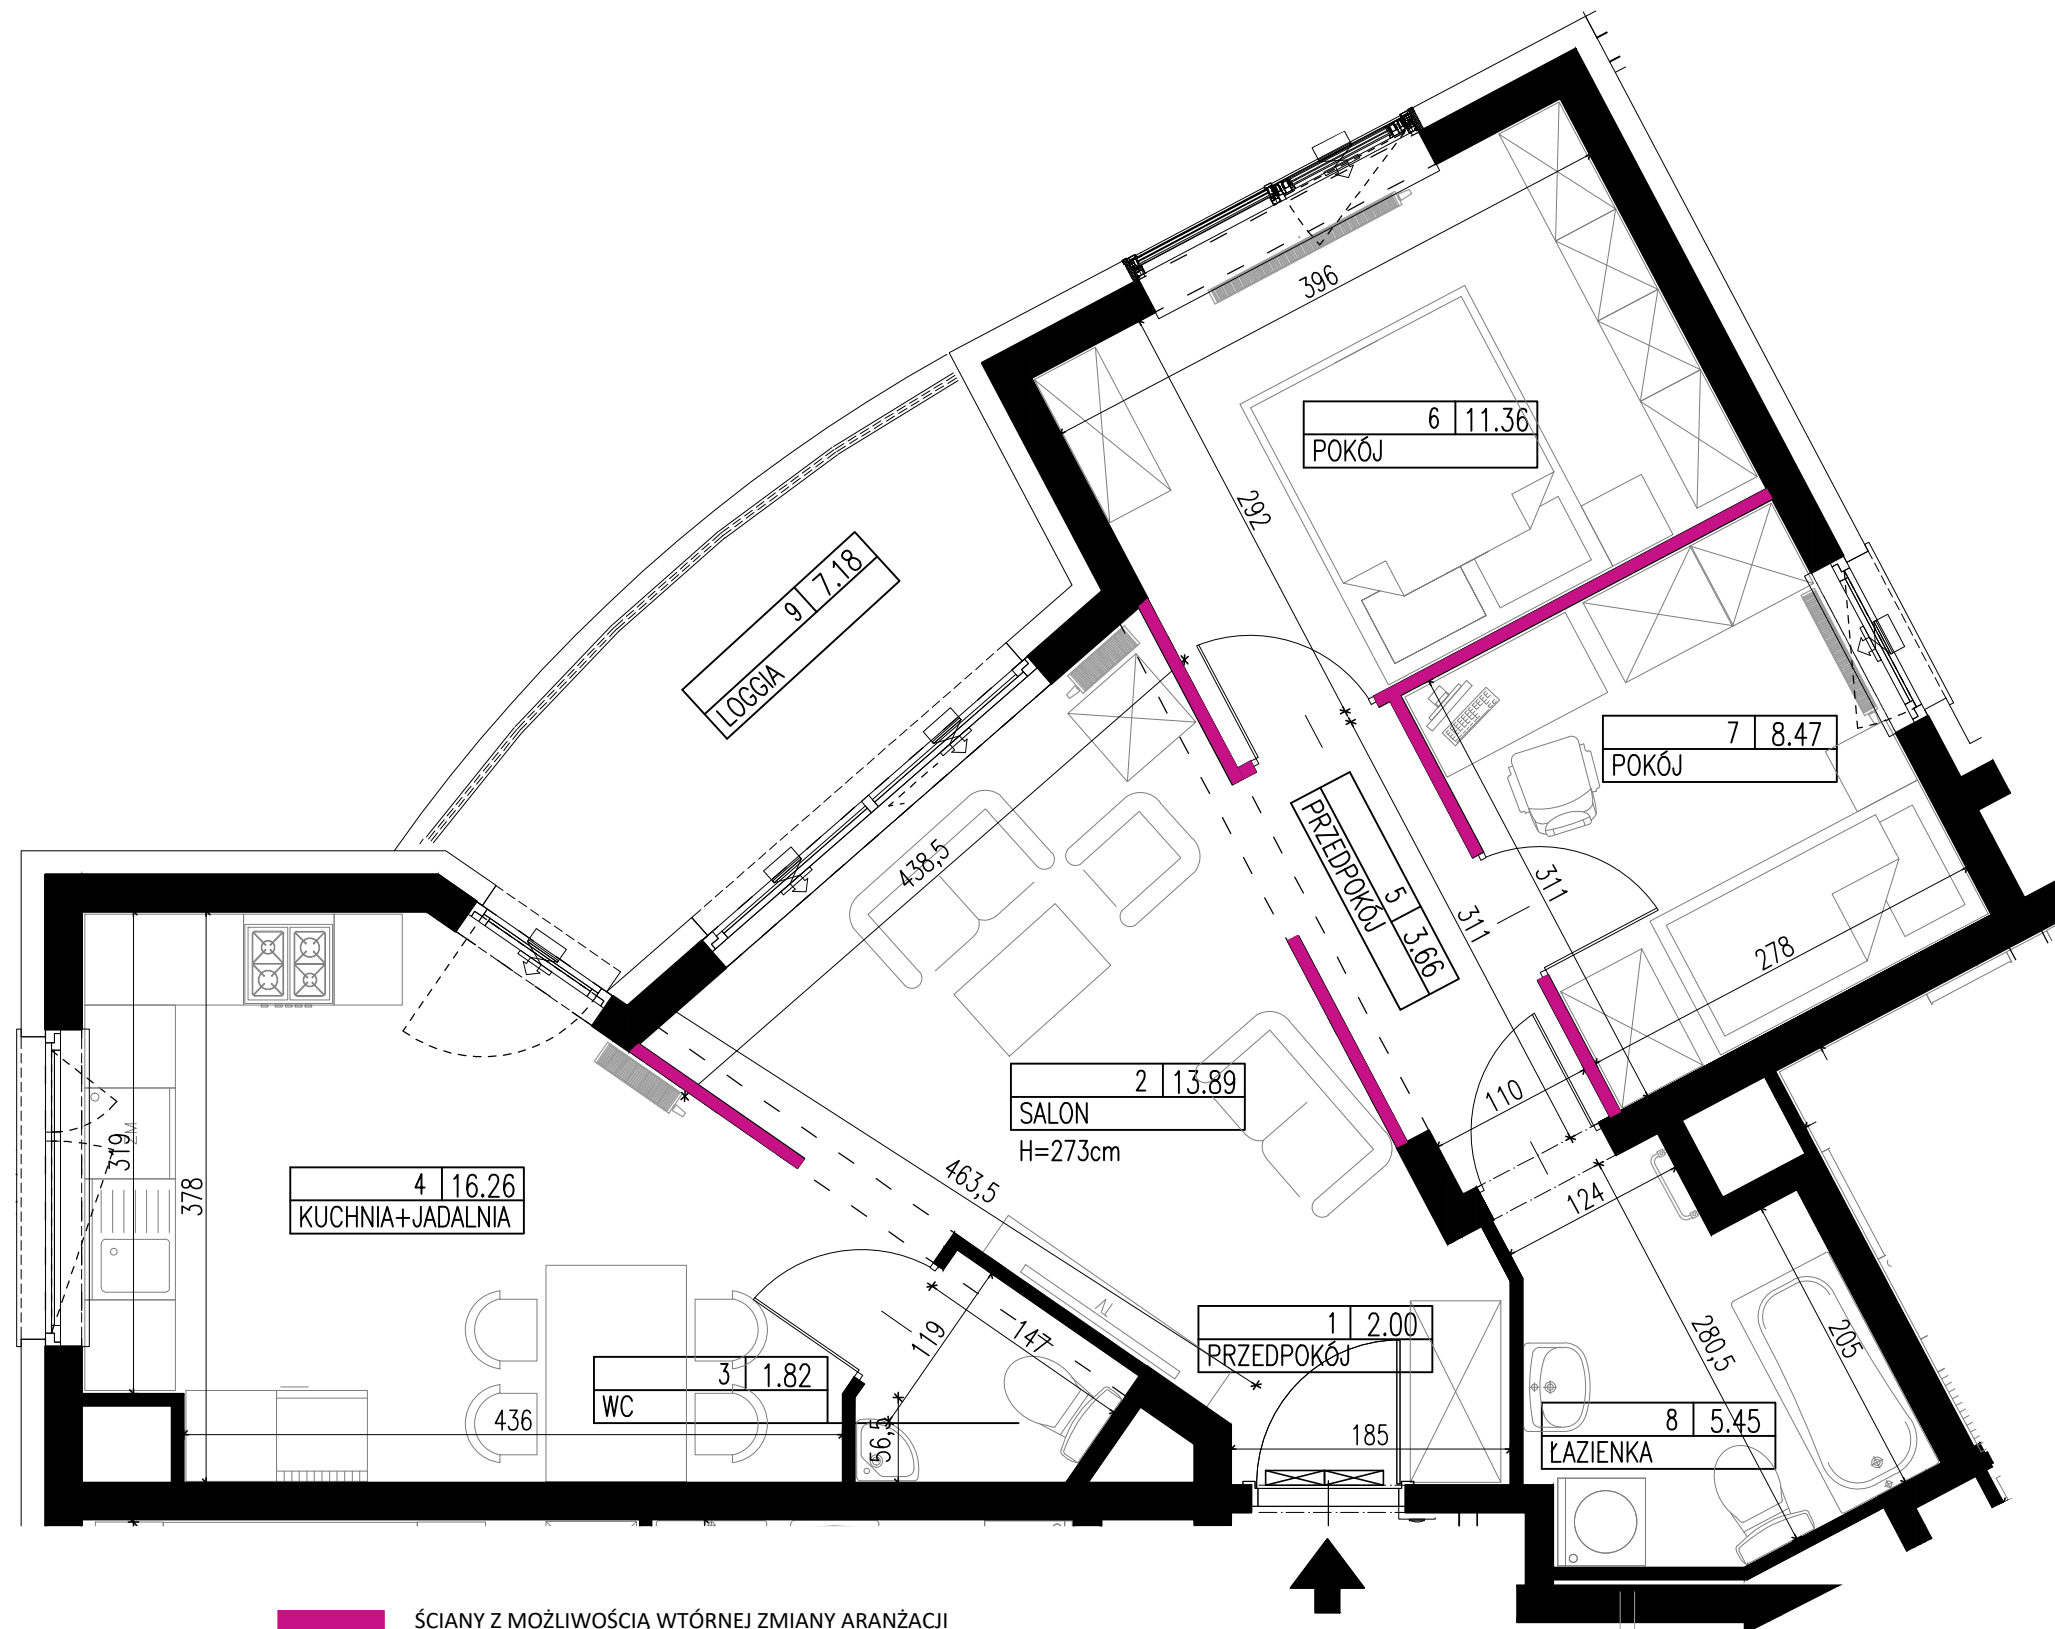 396
6 11.36
POKÓJ
292
9 7.18
LOGGIA
7 8.47
POKÓJ
438,5
5 3.66
PRZEDPOKÓJ
311
311
278
110
2 13.89
SALON
H=273cm
319
ZM
378
463,5
124
4 16.26
KUCHNIA+JADALNIA
119
147
TV
1 2.00
PRZEDPOKÓJ
280,5
205
3 1.82
WC
436
56,5
185
8 5.45
ŁAZIENKA
ŚCIANY Z MOŻLIWOŚCIĄ WTÓRNEJ ZMIANY ARANŻACJI